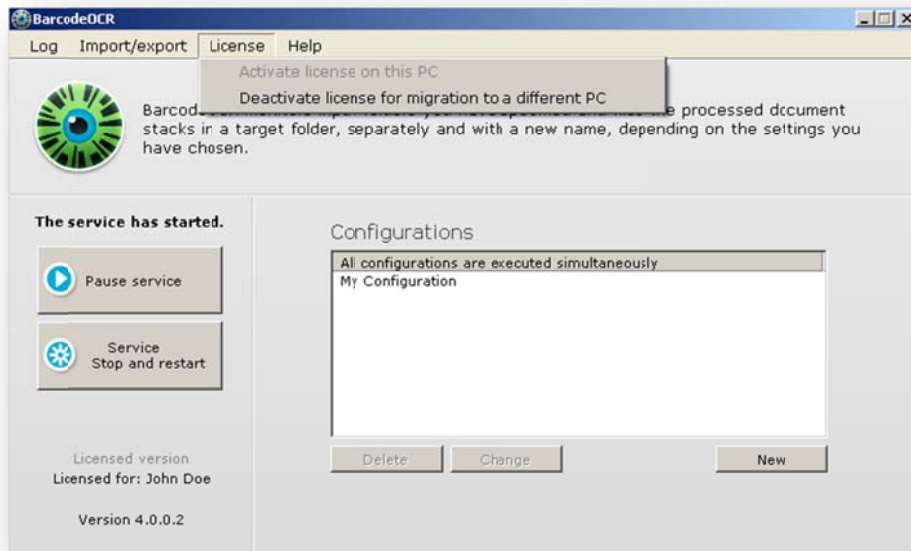 BarcodeOCR
Log Import/export License Help
Activate license on this PC
Deactivate license for migration to a different PC
processed document
stacks in a target folder, separately and with a new name, depending on the settings you
have chosen.
The service has started.
Pause service
Service
Stop and restart
Licensed version
Licensed for: John Doe
Version 4.0.0.2
Configurations
All configurations are executed simultaneously
My Configuration
Delete Change New